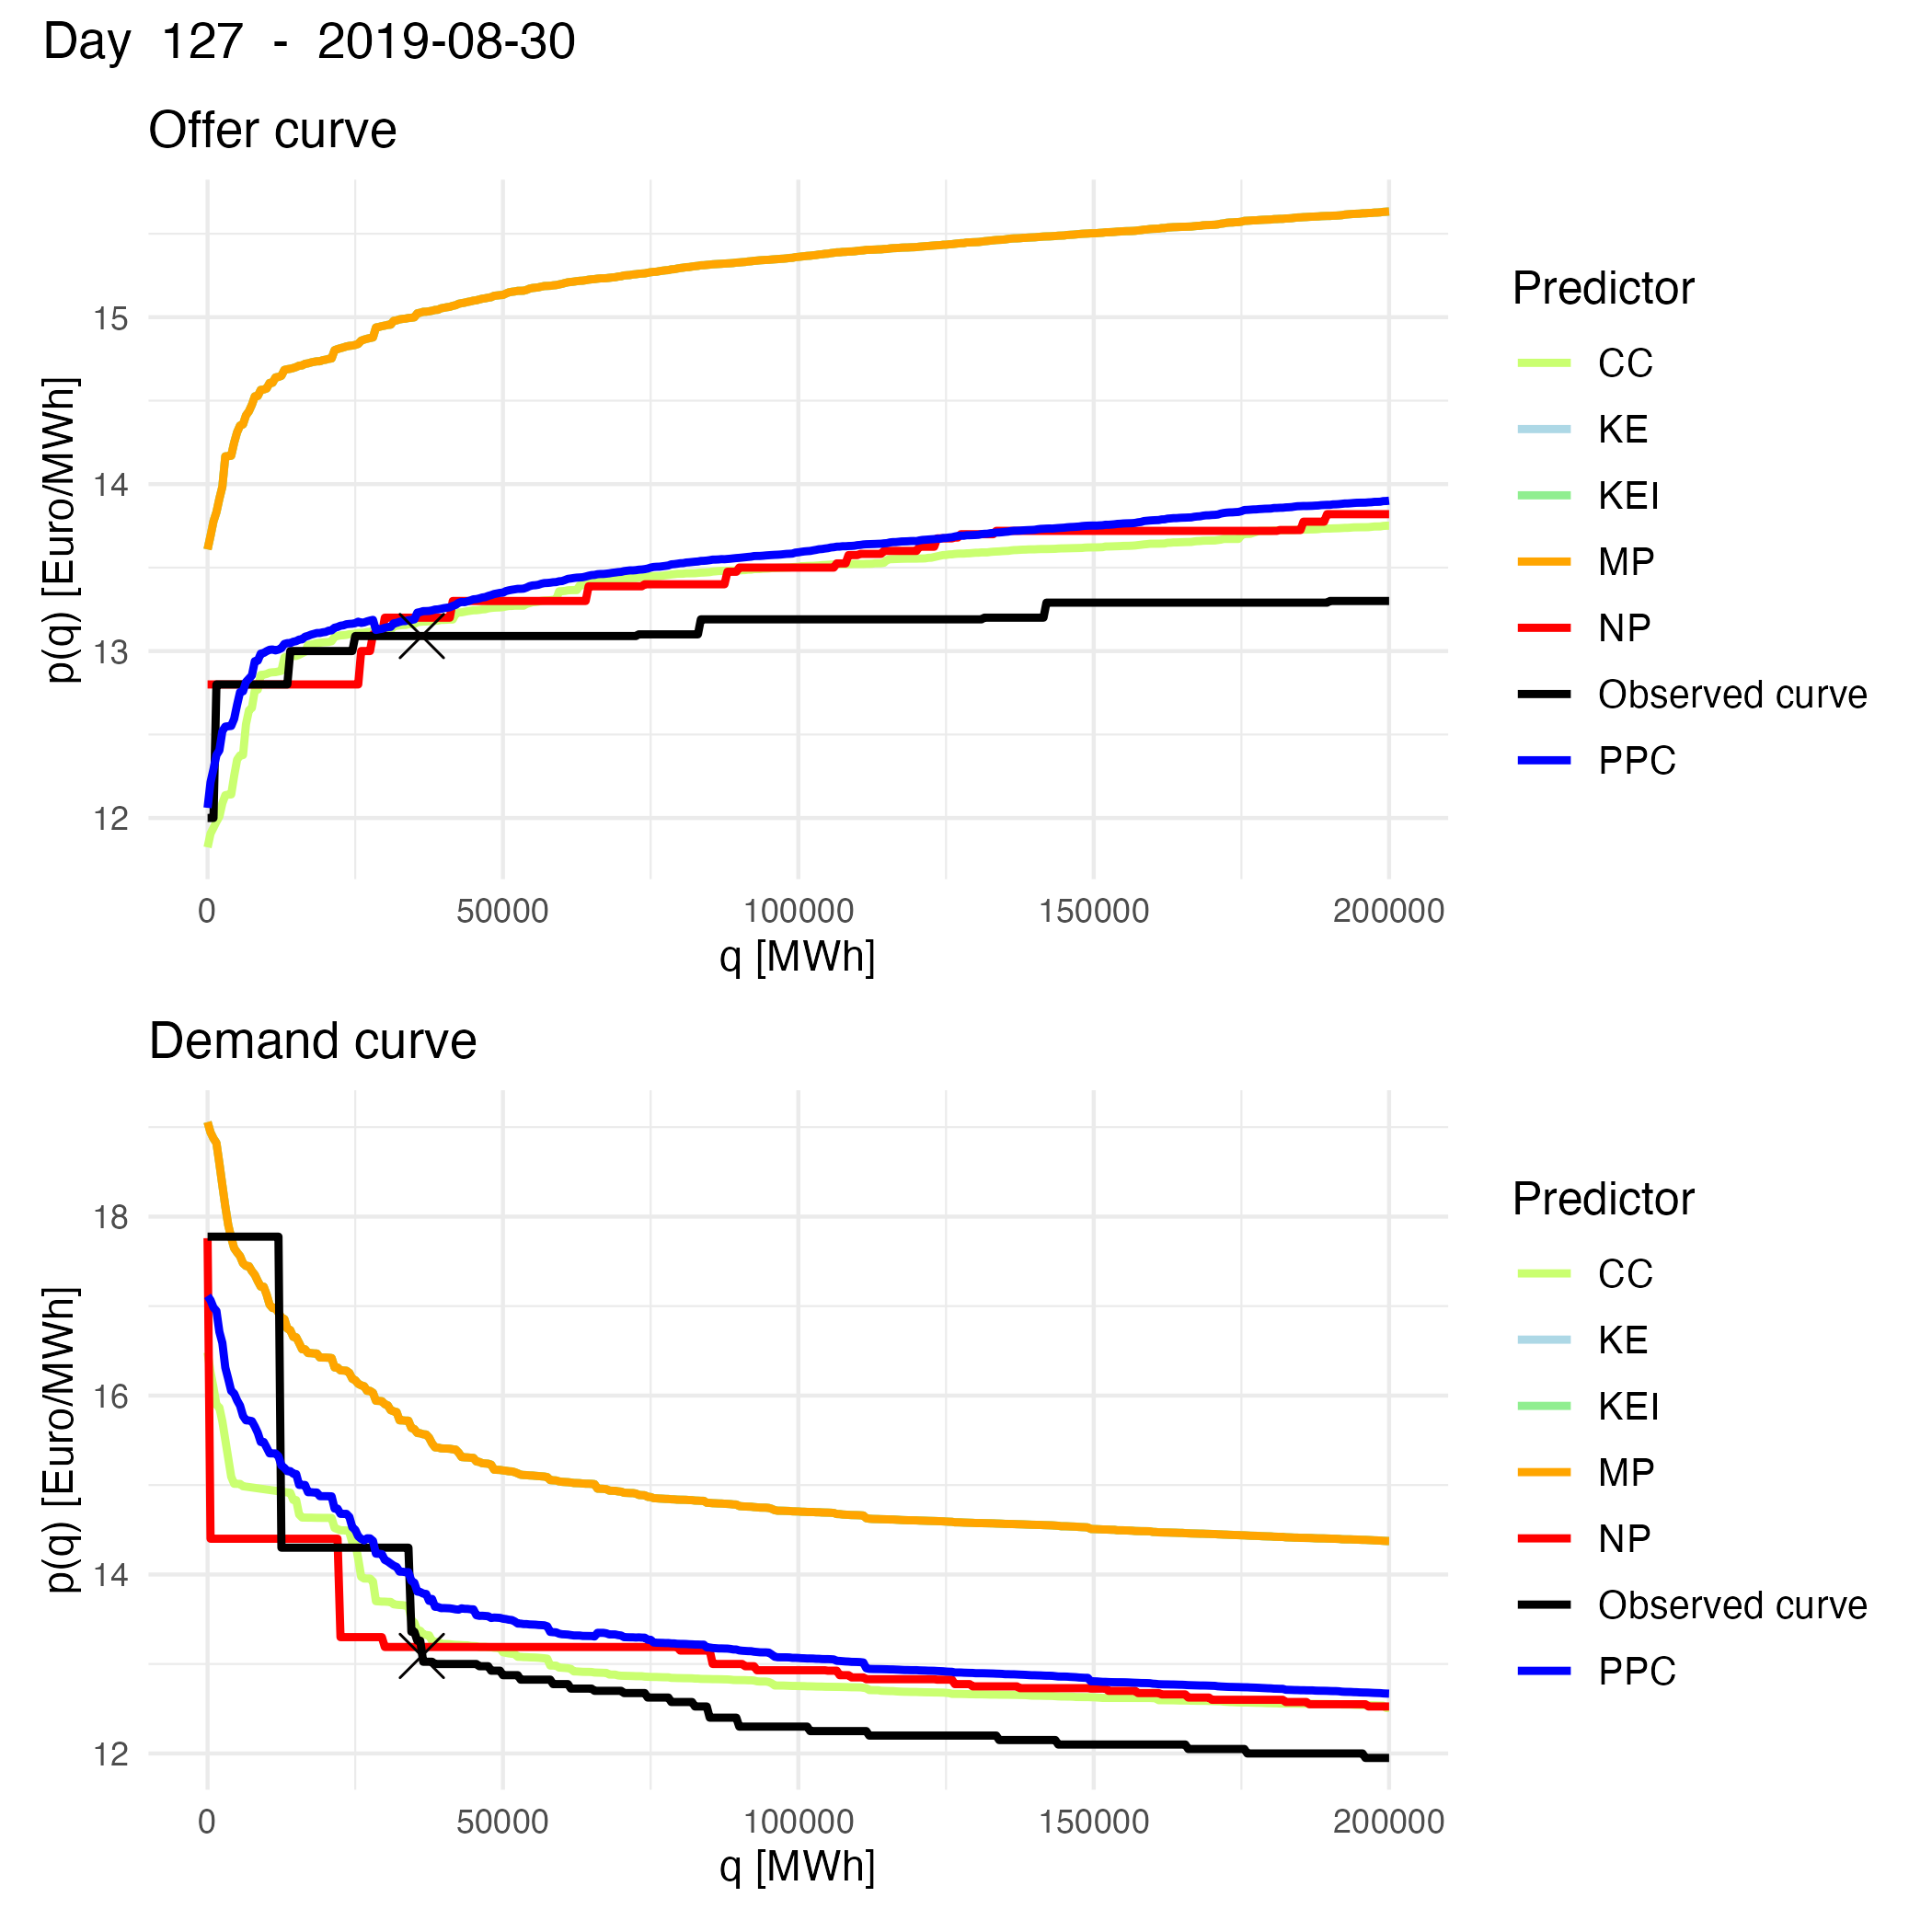 Day 127 - 2019-08-30
Offer curve
p(q) [Euro/MWh]
15
14
13
12
0 50000 100000 150000 200000
q [MWh]
Predictor
CC
KE
KEI
MP
NP
Observed curve
PPC
Demand curve
p(q) [Euro/MWh]
18
16
14
12
0 50000 100000 150000 200000
q [MWh]
Predictor
CC
KE
KEI
MP
NP
Observed curve
PPC